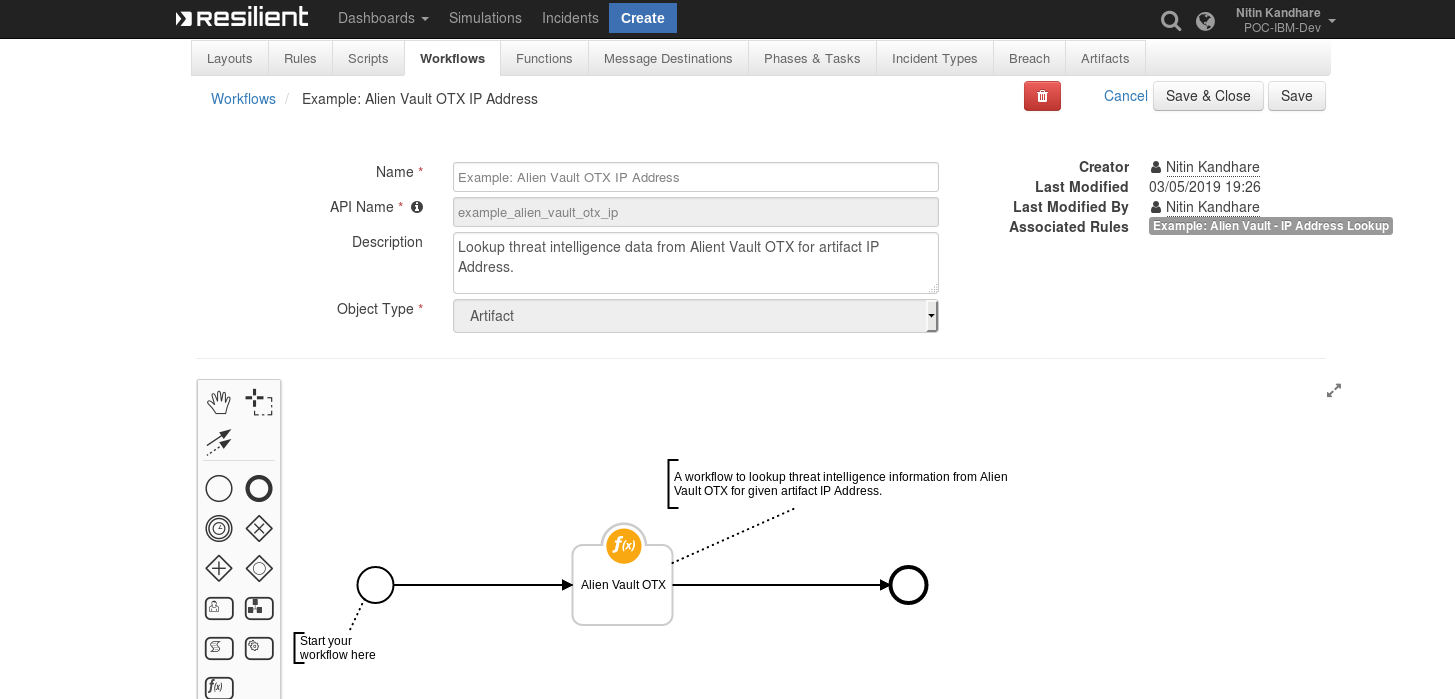 resilient Dashboards Simulations Incidents Create Nitin Kandhare
POC-IBM-Dev
Layouts Rules Scripts Workflows Functions Message Destinations Phases & Tasks Incident Types Breach Artifacts
Workflows / Example: Alien Vault OTX IP Address Cancel Save & Close Save
Name * Example: Alien Vault OTX IP Address
API Name * example_alien_vault_otx_ip
Description Lookup threat intelligence data from Alient Vault OTX for artifact IP
Address.
Object Type * Artifact
Creator Nitin Kandhare
Last Modified 03/05/2019 19:26
Last Modified By Nitin Kandhare
Associated Rules Example: Alien Vault - IP Address Lookup
A workflow to lookup threat intelligence information from Alien
Vault OTX for given artifact IP Address.
f(x)
Alien Vault OTX
Start your
workflow here
f(x)